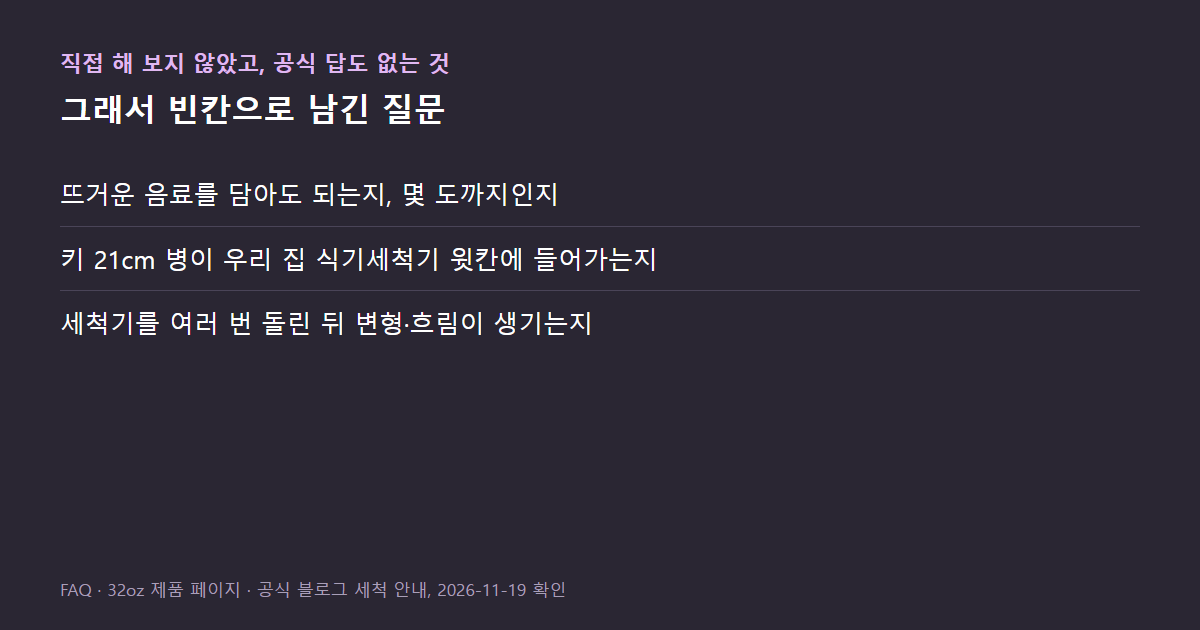 직접 해 보지 않았고, 공식 답도 없는 것
그래서 빈칸으로 남긴 질문
뜨거운 음료를 담아도 되는지, 몇 도까지인지
키 21cm 병이 우리 집 식기세척기 윗칸에 들어가는지
세척기를 여러 번 돌린 뒤 변형·흐림이 생기는지
FAQ · 32oz 제품 페이지 · 공식 블로그 세척 안내, 2026-11-19 확인